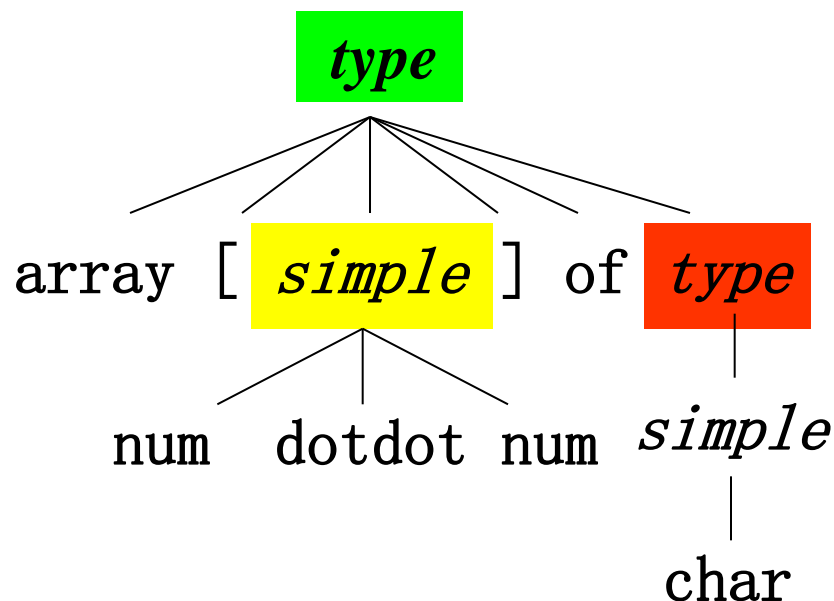 type
array [ simple ] of type
num dotdot num simple
char